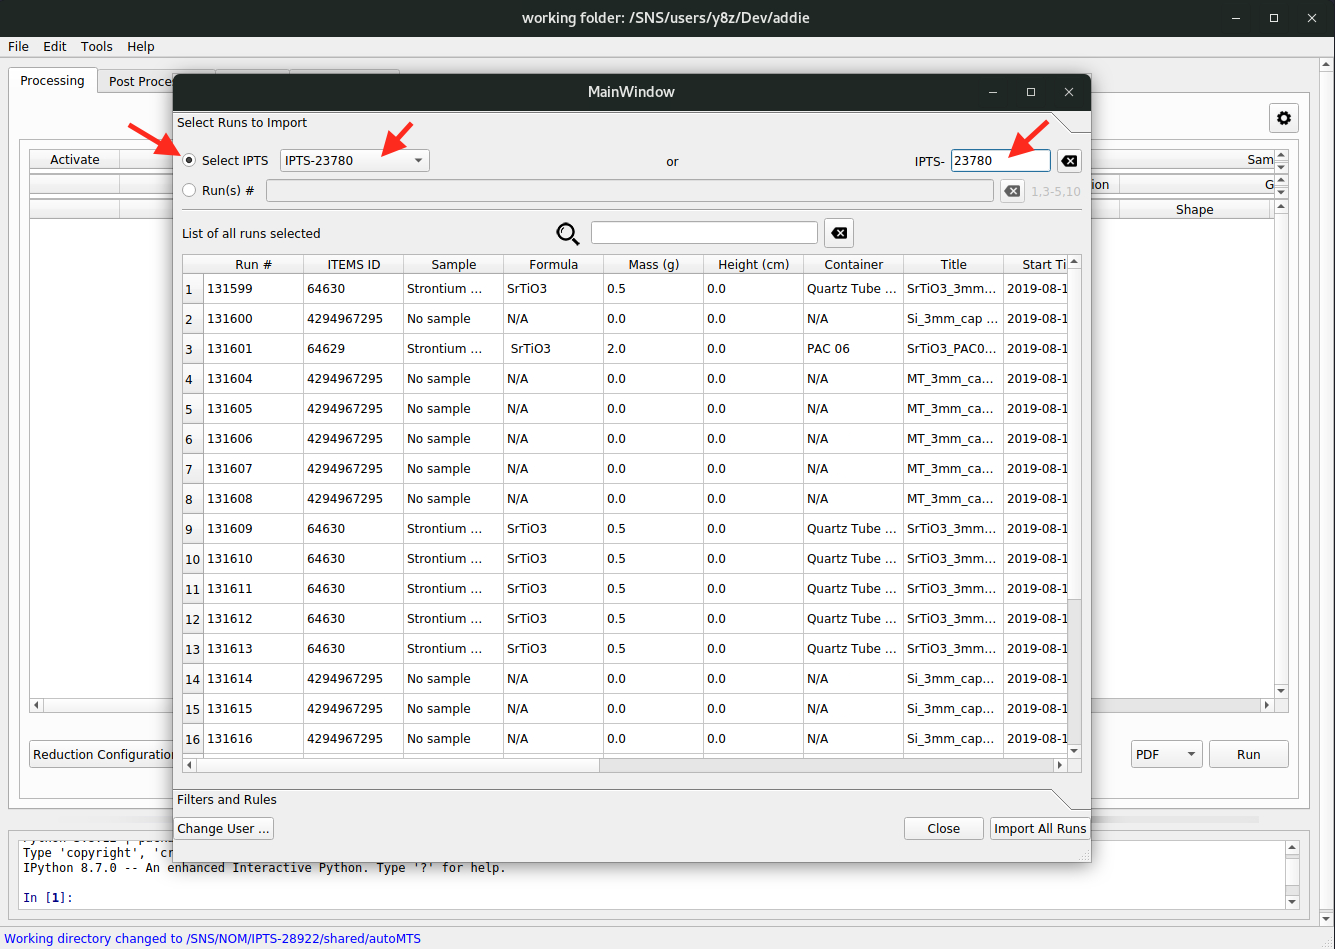 working folder: /SNS/users/y8z/Dev/addie
File Edit Tools Help
Processing Post Proce
MainWindow
Select Runs to Import
Select IPTS IPTS-23780 or IPTS- 23780
Run(s) # 1,3-5,10
Activate Sam
ion G
Shape
List of all runs selected
Run # ITEMS ID Sample Formula Mass (g) Height (cm) Container Title Start Ti
1 131599 64630 Strontium ... SrTiO3 0.5 0.0 Quartz Tube ... SrTiO3_3mm... 2019-08-1
2 131600 4294967295 No sample N/A 0.0 0.0 N/A Si_3mm_cap ... 2019-08-1
3 131601 64629 Strontium ... SrTiO3 2.0 0.0 PAC 06 SrTiO3_PAC0... 2019-08-1
4 131604 4294967295 No sample N/A 0.0 0.0 N/A MT_3mm_ca... 2019-08-1
5 131605 4294967295 No sample N/A 0.0 0.0 N/A MT_3mm_ca... 2019-08-1
6 131606 4294967295 No sample N/A 0.0 0.0 N/A MT_3mm_ca... 2019-08-1
7 131607 4294967295 No sample N/A 0.0 0.0 N/A MT_3mm_ca... 2019-08-1
8 131608 4294967295 No sample N/A 0.0 0.0 N/A MT_3mm_ca... 2019-08-1
9 131609 64630 Strontium ... SrTiO3 0.5 0.0 Quartz Tube ... SrTiO3_3mm... 2019-08-1
10 131610 64630 Strontium ... SrTiO3 0.5 0.0 Quartz Tube ... SrTiO3_3mm... 2019-08-1
11 131611 64630 Strontium ... SrTiO3 0.5 0.0 Quartz Tube ... SrTiO3_3mm... 2019-08-1
12 131612 64630 Strontium ... SrTiO3 0.5 0.0 Quartz Tube ... SrTiO3_3mm... 2019-08-1
13 131613 64630 Strontium ... SrTiO3 0.5 0.0 Quartz Tube ... SrTiO3_3mm... 2019-08-1
14 131614 4294967295 No sample N/A 0.0 0.0 N/A Si_3mm_cap... 2019-08-1
15 131615 4294967295 No sample N/A 0.0 0.0 N/A Si_3mm_cap... 2019-08-1
16 131616 4294967295 No sample N/A 0.0 0.0 N/A Si_3mm_cap... 2019-08-1
Reduction Configuration PDF Run
Filters and Rules
Change User ... Close Import All Runs
Type 'copyright', 'cr
IPython 8.7.0 -- An enhanced Interactive Python. Type '?' for help.
In [1]:
Working directory changed to /SNS/NOM/IPTS-28922/shared/autoMTS